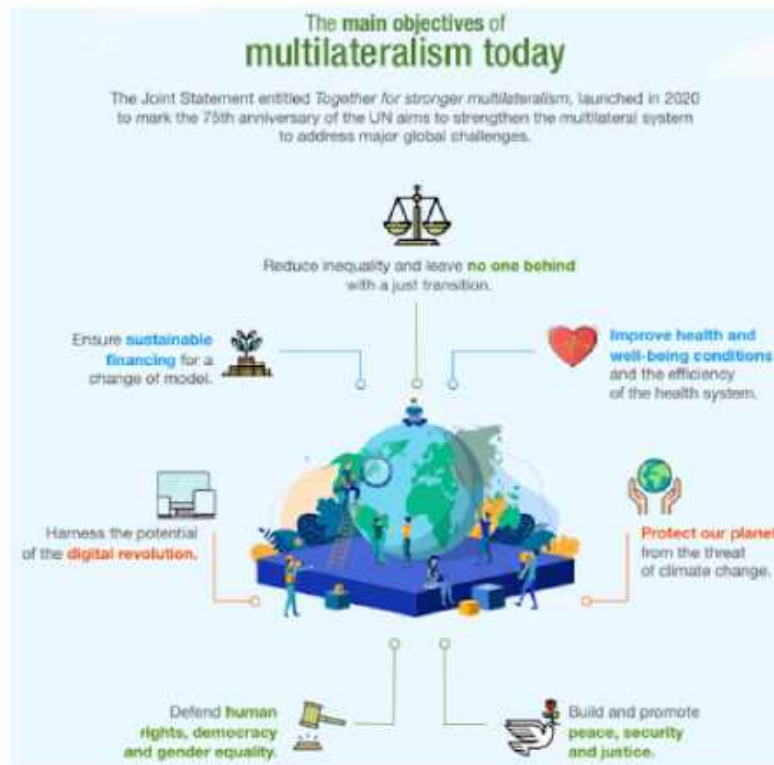 The main objectives of
multilateralism today
The Joint Statement entitled Together for stronger multilateralism, launched in 2020
to mark the 75th anniversary of the UN aims to strengthen the multilateral system
to address major global challenges.
Reduce inequality and leave no one behind
with a just transition.
Ensure sustainable
financing for a
change of model.
Improve health and
well-being conditions
and the efficiency
of the health system.
Harness the potential
of the digital revolution.
Protect our planet
from the threat
of climate change.
Defend human
rights, democracy
and gender equality.
Build and promote
peace, security
and justice.